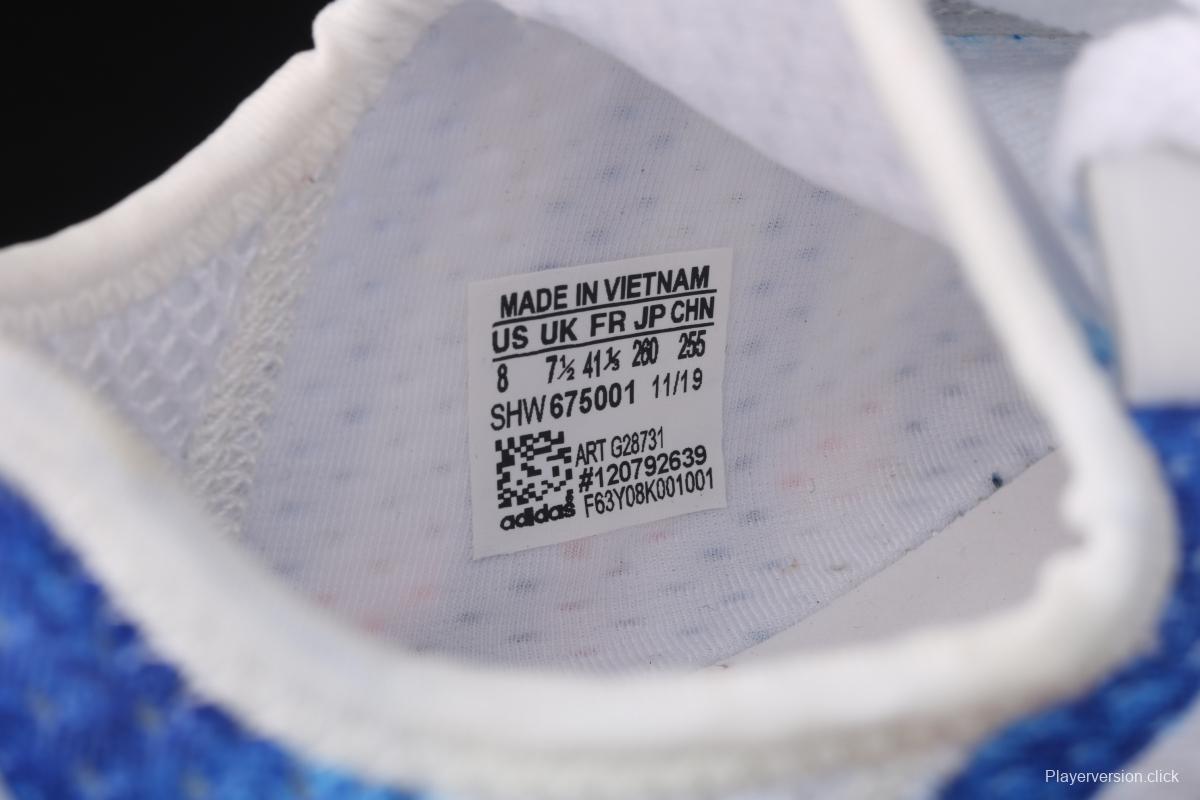 MADE IN VIETNAM
US UK FR JP CHN
8 7½ 41⅓ 260 255
SHW 675001 11/19
ART G28731
#120792639
adidas F63Y08K001001
Playerversion.click